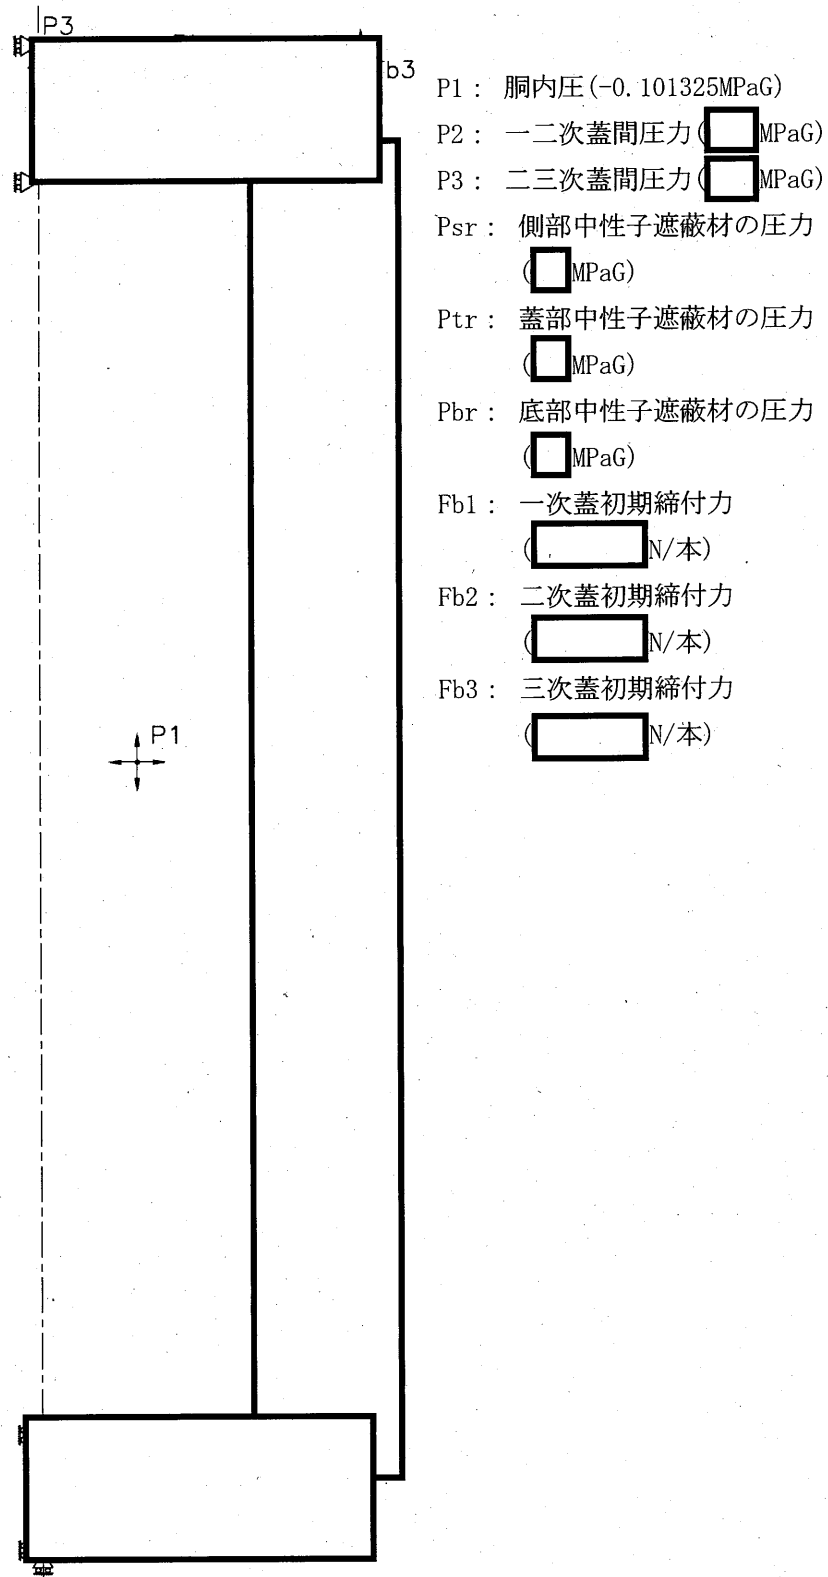 P3
b3
P1: 胴内圧(-0.101325MPaG)
P2: 一二次蓋間圧力( MPaG)
P3: 二三次蓋間圧力( MPaG)
Psr: 側部中性子遮蔽材の圧力
( MPaG)
Ptr: 蓋部中性子遮蔽材の圧力
( MPaG)
Pbr: 底部中性子遮蔽材の圧力
( MPaG)
Fb1: 一次蓋初期締付力
( N/本)
Fb2: 二次蓋初期締付力
( N/本)
Fb3: 三次蓋初期締付力
( N/本)
P1